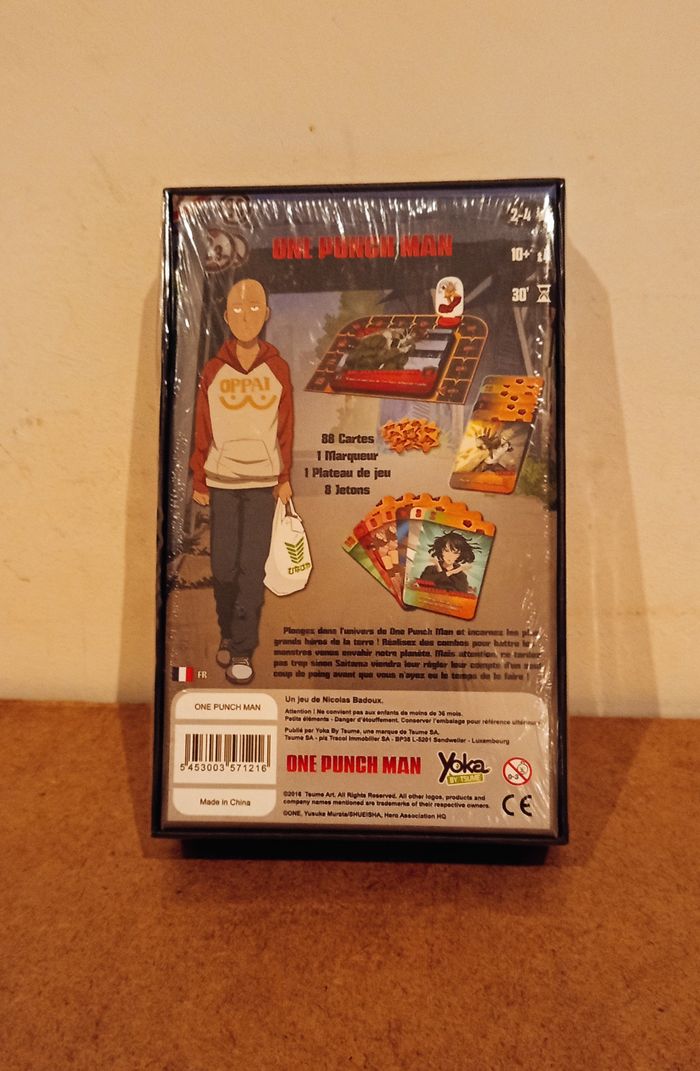 ONE PUNCH MAN
2-4
10+
30'
OPPAI
88 Cartes
1 Marqueur
1 Plateau de jeu
8 Jetons
Plongez dans l'univers de One Punch Man et incarnez les plus
grands héros de la terre ! Réalisez des combos pour battre les
monstres venus envahir notre planète. Mais attention, ne tardez
pas trop sinon Saitama viendra leur régler leur compte d'un seul
coup de poing avant que vous n'ayez eu le temps de le faire !
FR
ONE PUNCH MAN
5 453003 571216
Made in China
Un jeu de Nicolas Badoux.
Attention ! Ne convient pas aux enfants de moins de 36 mois.
Petits éléments - Danger d'étouffement. Conserver l'embalage pour référence ultérieure
Publié par Yoka By Tsume, une marque de Tsume SA.
Tsume SA - p/a Tracol Immobilier SA - BP35 L-5201 Sandweiler - Luxembourg
ONE PUNCH MAN
Yoka
BY TSUME
0-3
©2016 Tsume Art. All Rights Reserved. All other logos, products and
company names mentioned are trademarks of their respective owners.
©ONE, Yusuke Murata/SHUEISHA, Hero Association HQ
CE